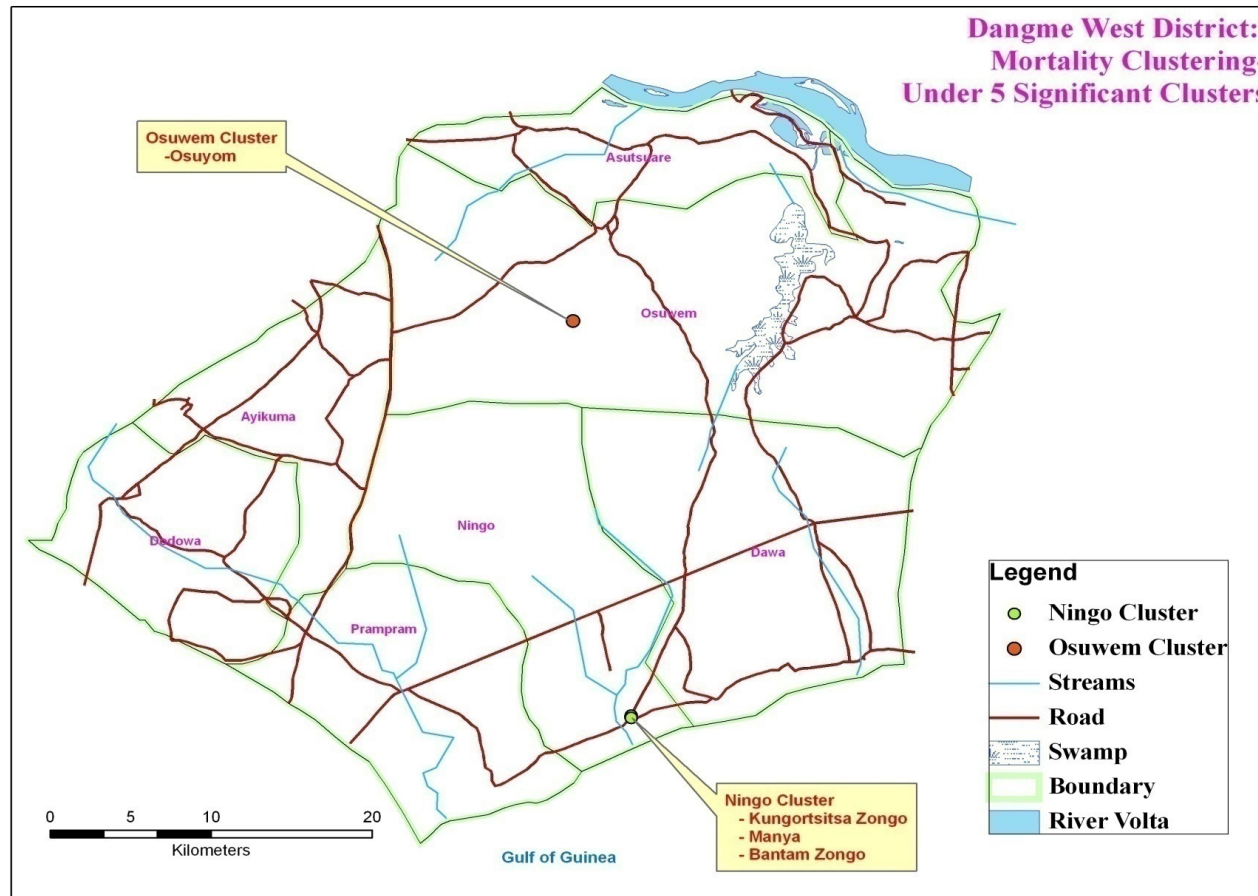 Dangme West District:
Mortality Clustering-
Under 5 Significant Clusters
Osuwem Cluster
-Osuyom
Asutsuare
Osuwem
Ayikuma
Ningo
Dodowa
Dawa
Prampram
Legend
Ningo Cluster
Osuwem Cluster
Streams
Road
Swamp
Boundary
River Volta
Ningo Cluster
- Kungortsitsa Zongo
- Manya
- Bantam Zongo
0 5 10 20
Kilometers
Gulf of Guinea